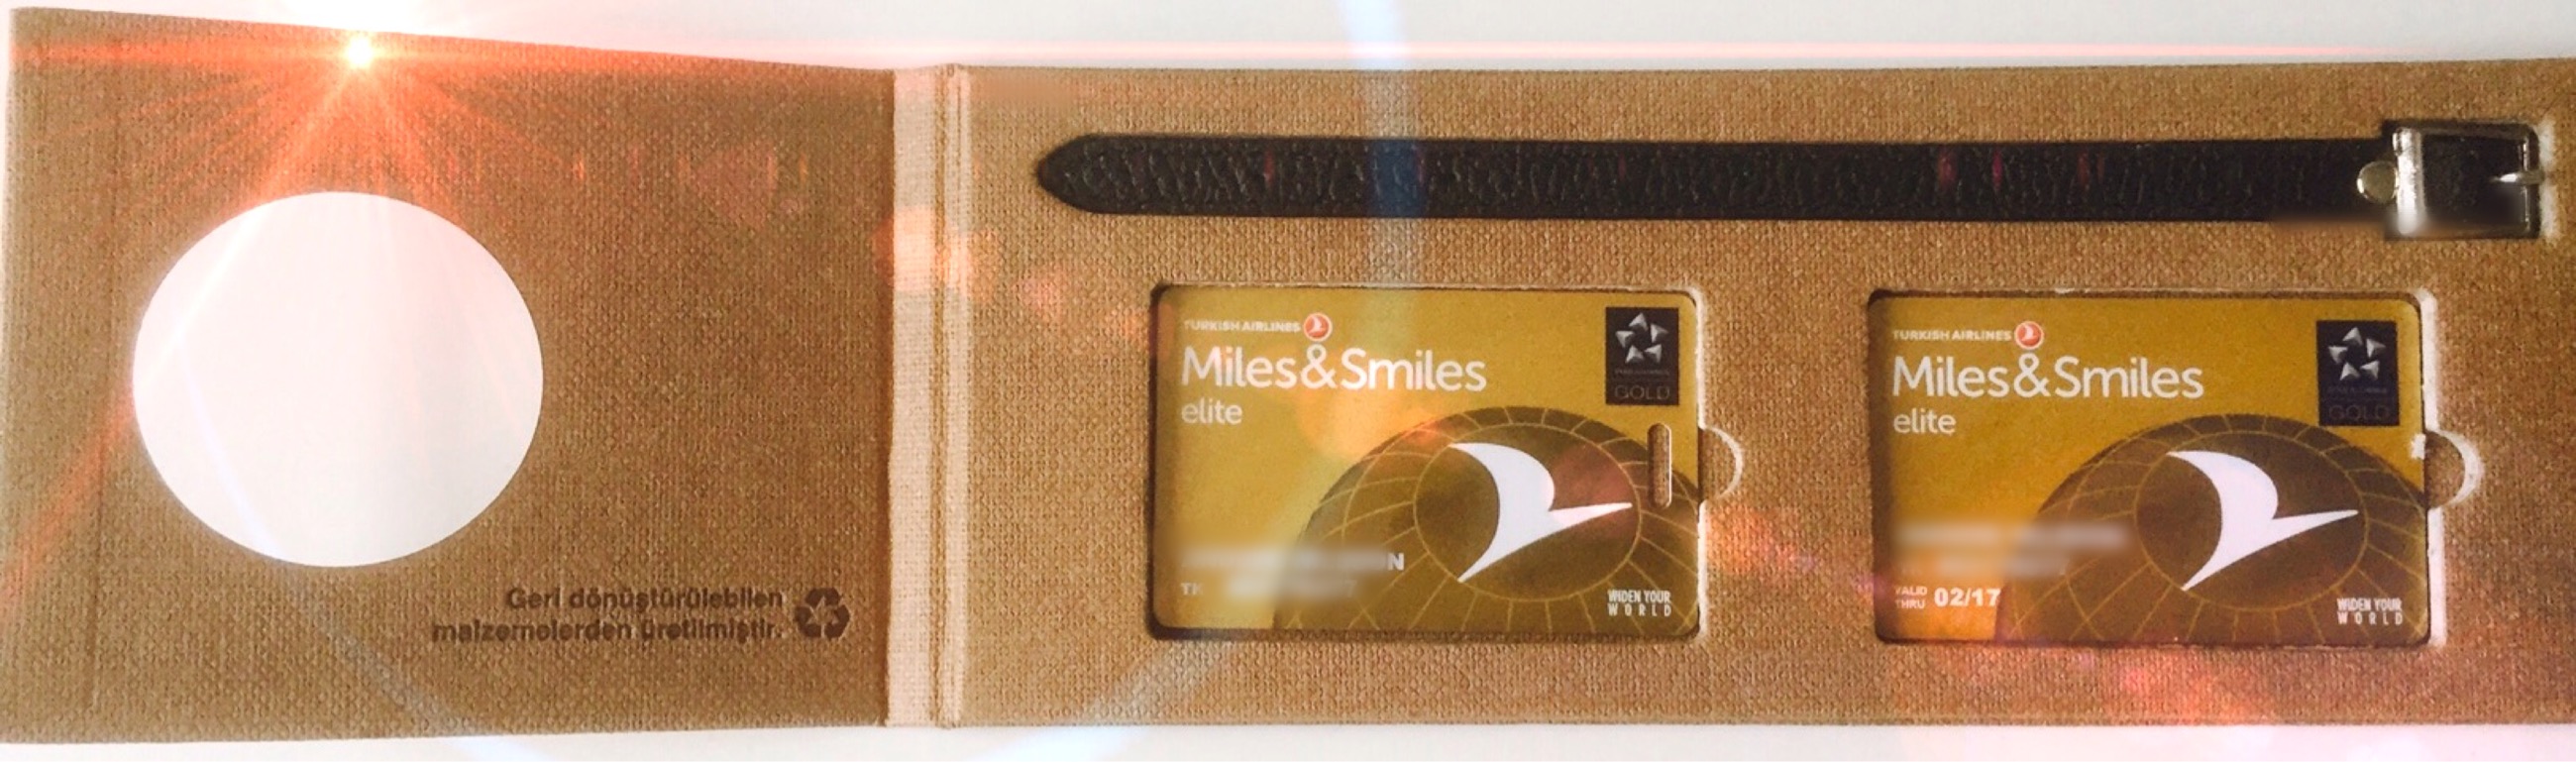 Geri dönüştürülebilen
malzemelerden üretilmiştir.
TURKISH AIRLINES
Miles&Smiles
elite
GOLD
TK
WIDEN YOUR
WORLD
TURKISH AIRLINES
Miles&Smiles
elite
GOLD
VALID
THRU 02/17
WIDEN YOUR
WORLD